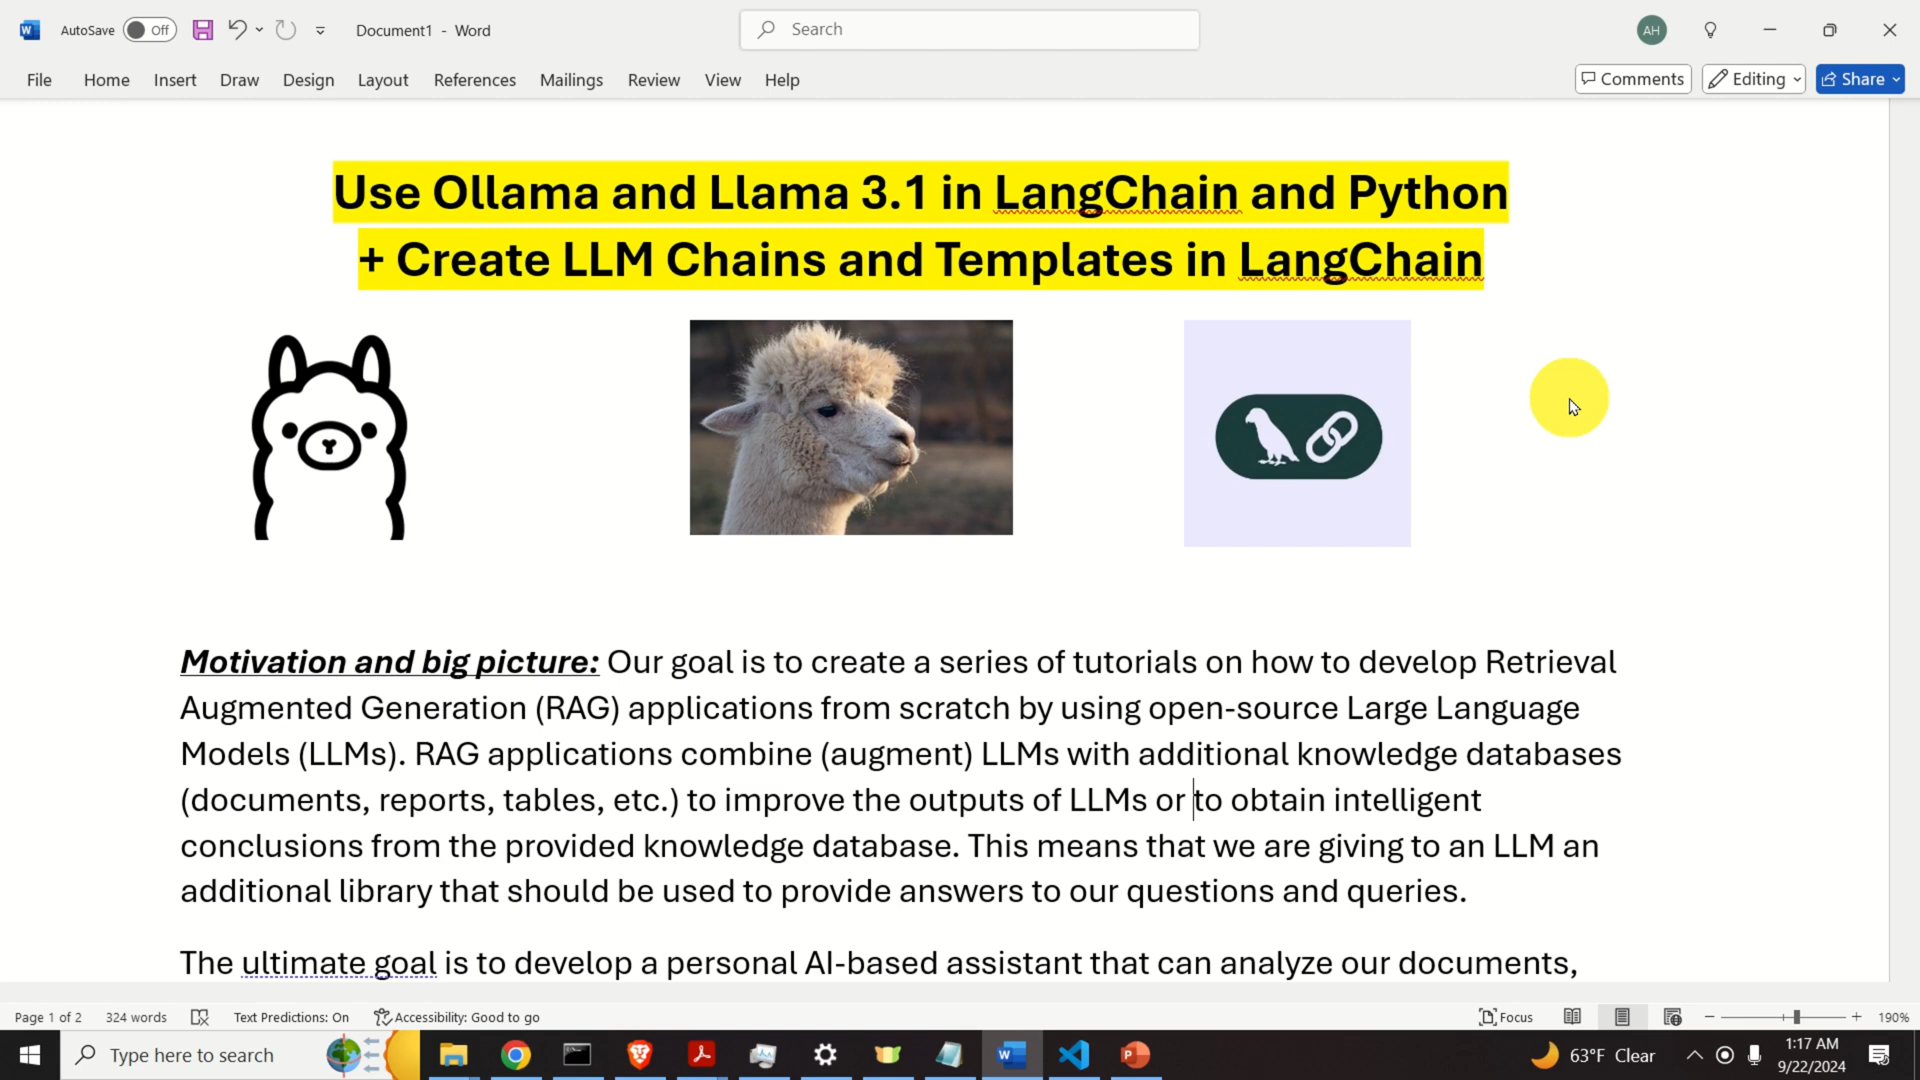 AutoSave Off Document1 - Word Search AH
File Home Insert Draw Design Layout References Mailings Review View Help Comments Editing Share
Use Ollama and Llama 3.1 in LangChain and Python
+ Create LLM Chains and Templates in LangChain
Motivation and big picture: Our goal is to create a series of tutorials on how to develop Retrieval
Augmented Generation (RAG) applications from scratch by using open-source Large Language
Models (LLMs). RAG applications combine (augment) LLMs with additional knowledge databases
(documents, reports, tables, etc.) to improve the outputs of LLMs or to obtain intelligent
conclusions from the provided knowledge database. This means that we are giving to an LLM an
additional library that should be used to provide answers to our questions and queries.
The ultimate goal is to develop a personal AI-based assistant that can analyze our documents,
Page 1 of 2 324 words Text Predictions: On Accessibility: Good to go Focus 190%
Type here to search 63°F Clear 1:17 AM
9/22/2024